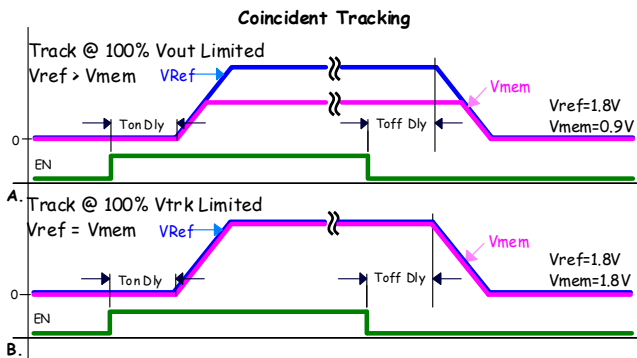 Coincident Tracking
Track @ 100% Vout Limited
Vref > Vmem
VRef
Vmem
Vref=1.8V
Vmem=0.9V
Ton Dly
Toff Dly
0
EN
A.
Track @ 100% Vtrk Limited
Vref = Vmem
VRef
Vmem
Vref=1.8V
Vmem=1.8V
Ton Dly
Toff Dly
0
EN
B.